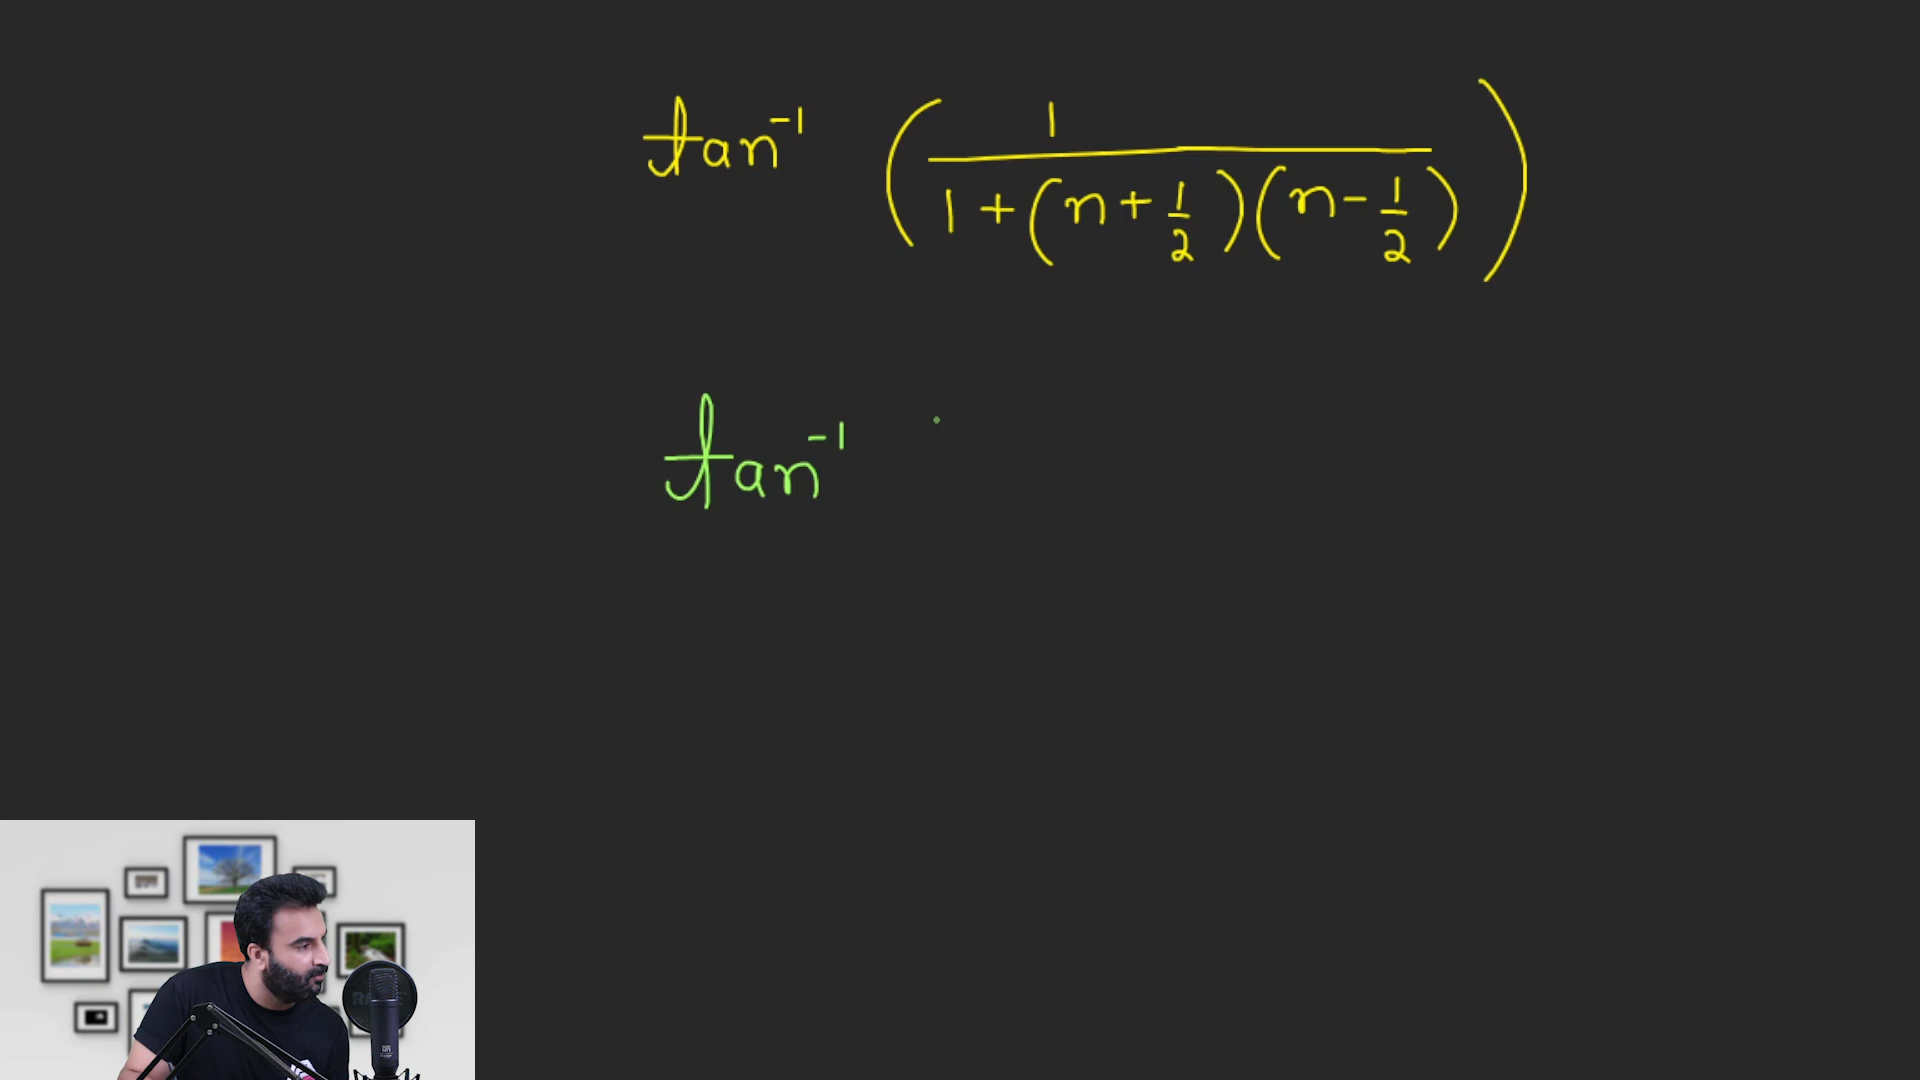 tan⁻¹ (1 / (1 + (n + 1/2)(n - 1/2)))
tan⁻¹